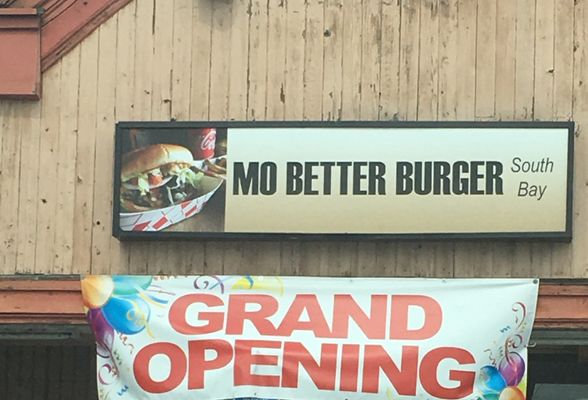 MO BETTER BURGER
South
Bay
GRAND
OPENING